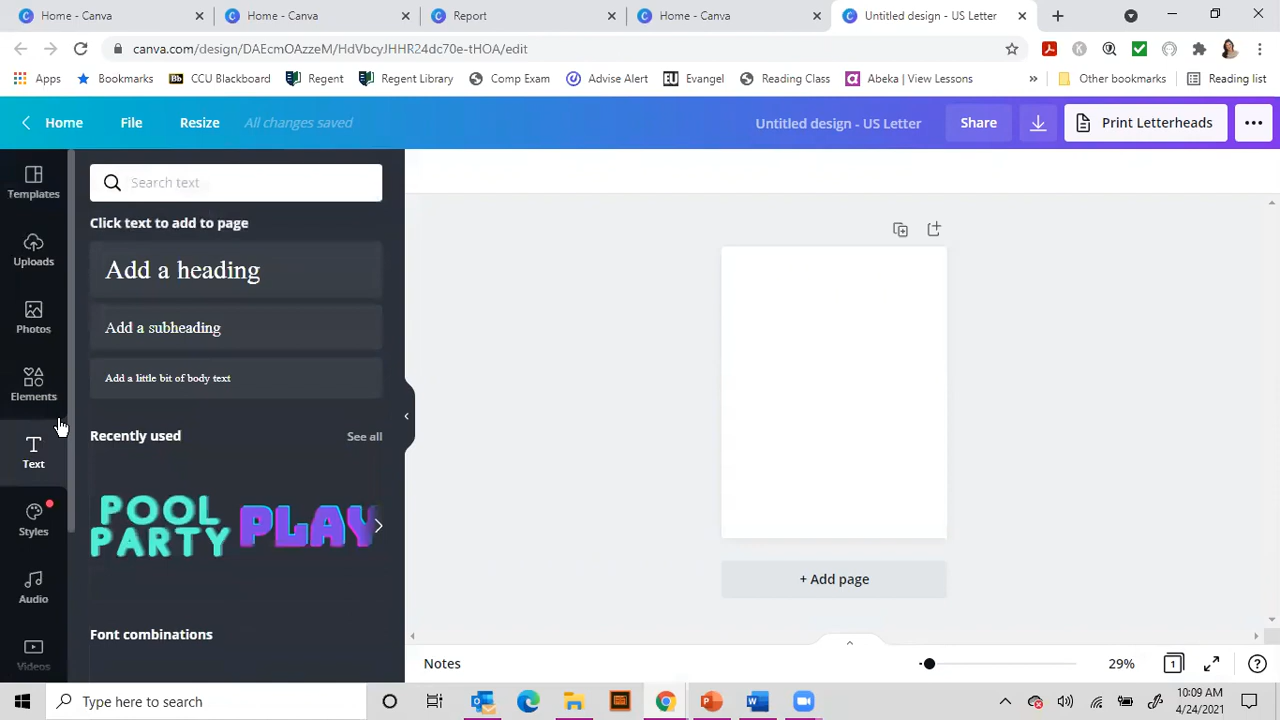 Home - Canva
Home - Canva
Report
Home - Canva
Untitled design - US Letter
canva.com/design/DAEcmOAzzeM/HdVbcyJHHR24dc70e-tHOA/edit
Apps
Bookmarks
CCU Blackboard
Regent
Regent Library
Comp Exam
Advise Alert
Evangel
Reading Class
Abeka | View Lessons
Other bookmarks
Reading list
Home
File
Resize
All changes saved
Untitled design - US Letter
Share
Print Letterheads
Templates
Uploads
Photos
Elements
Text
Styles
Audio
Videos
Search text
Click text to add to page
Add a heading
Add a subheading
Add a little bit of body text
Recently used
See all
POOL
PARTY
PLAY
Font combinations
+ Add page
Notes
29%
1
Type here to search
10:09 AM
4/24/2021